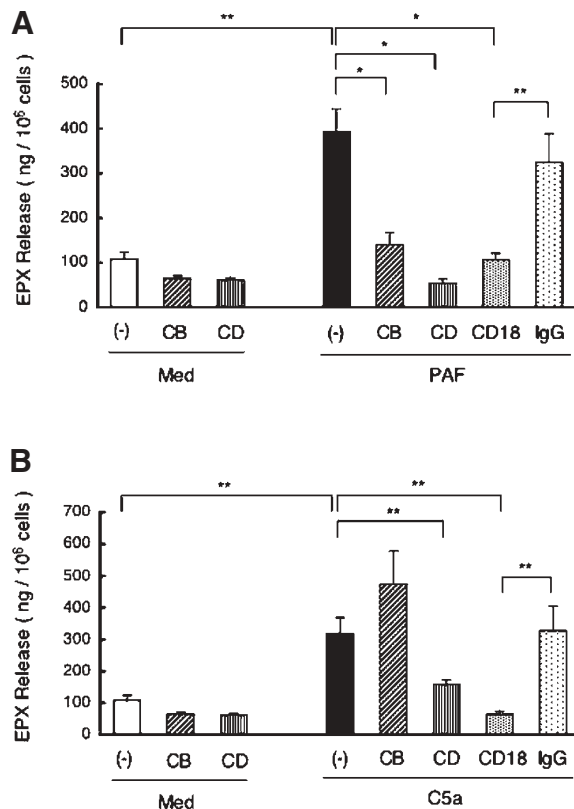 A
** *
*
* **
EPX Release ( ng / 10⁶ cells )
500
400
300
200
100
0
(-) CB CD (-) CB CD CD18 IgG
Med PAF
B
** **
**
**
EPX Release ( ng / 10⁶ cells )
700
600
500
400
300
200
100
0
(-) CB CD (-) CB CD CD18 IgG
Med C5a